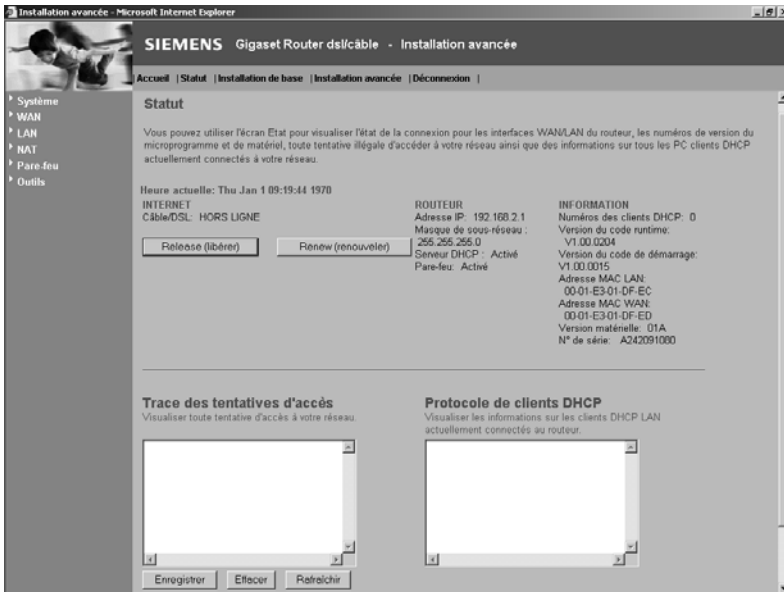 Installation avancée - Microsoft Internet Explorer
SIEMENS Gigaset Router dsl/câble - Installation avancée
Accueil | Statut | Installation de base | Installation avancée | Déconnexion |
Système
WAN
LAN
NAT
Pare-feu
Outils
Statut
Vous pouvez utiliser l'écran Etat pour visualiser l'état de la connexion pour les interfaces WAN/LAN du routeur, les numéros de version du
microprogramme et de matériel, toute tentative illégale d'accéder à votre réseau ainsi que des informations sur tous les PC clients DHCP
actuellement connectés à votre réseau.
Heure actuelle: Thu Jan 1 09:19:44 1970
INTERNET
Câble/DSL: HORS LIGNE
Release (libérer)
Renew (renouveler)
ROUTEUR
Adresse IP: 192.168.2.1
Masque de sous-réseau :
255.255.255.0
Serveur DHCP : Activé
Pare-feu: Activé
INFORMATION
Numéros des clients DHCP: 0
Version du code runtime:
V1.00.0204
Version du code de démarrage:
V1.00.0015
Adresse MAC LAN:
00-01-E3-01-DF-EC
Adresse MAC WAN:
00-01-E3-01-DF-ED
Version matérielle: 01A
N° de série: A242091080
Trace des tentatives d'accès
Visualiser toute tentative d'accès à votre réseau.
Enregistrer
Effacer
Rafraîchir
Protocole de clients DHCP
Visualiser les informations sur les clients DHCP LAN
actuellement connectés au routeur.